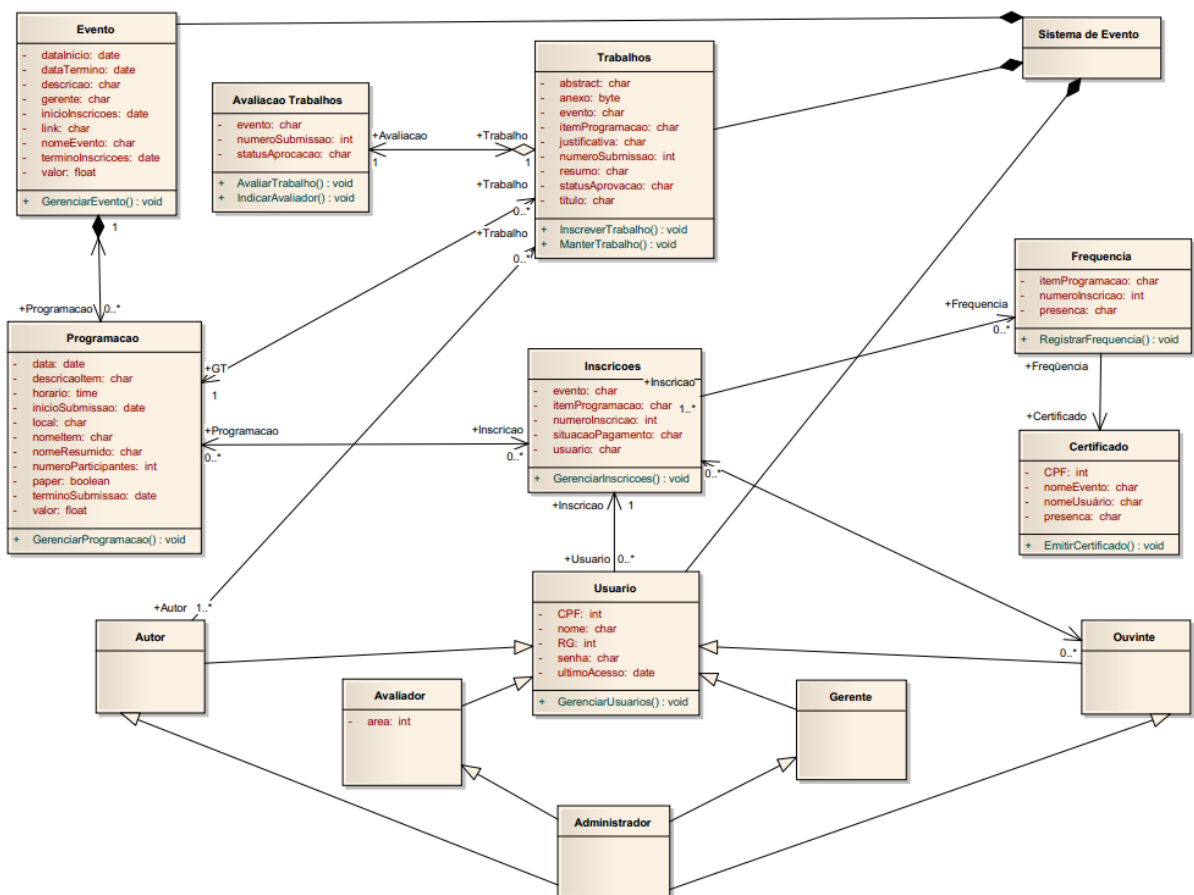 Evento
- dataInicio: date
- dataTermino: date
- descricao: char
- gerente: char
- inicioInscricoes: date
- link: char
- nomeEvento: char
- terminoInscricoes: date
- valor: float
+ GerenciarEvento() : void
Sistema de Evento
Trabalhos
- abstract: char
- anexo: byte
- evento: char
- itemProgramacao: char
- justificativa: char
- numeroSubmissao: int
- resumo: char
- statusAprovacao: char
- titulo: char
+ InscreverTrabalho() : void
+ ManterTrabalho() : void
Avaliacao Trabalhos
- evento: char
- numeroSubmissao: int
- statusAprocacao: char
+ AvaliarTrabalho() : void
+ IndicarAvaliador() : void
+Avaliacao
1
+Trabalho
1
+Trabalho
0..*
+Trabalho
0..*
1
+Programacao
0..*
Programacao
- data: date
- descricaoItem: char
- horario: time
- inicioSubmissao: date
- local: char
- nomeItem: char
- nomeResumido: char
- numeroParticipantes: int
- paper: boolean
- terminoSubmissao: date
- valor: float
+ GerenciarProgramacao() : void
+GT
1
+Programacao
0..*
+Inscricao
0..*
Inscricoes
- evento: char
- itemProgramacao: char
- numeroInscricao: int
- situacaoPagamento: char
- usuario: char
+ GerenciarInscricoes() : void
+Inscricao
1..*
+Frequencia
0..*
Frequencia
- itemProgramacao: char
- numeroInscricao: int
- presenca: char
+ RegistrarFrequencia() : void
+Freqüencia
+Certificado
Certificado
- CPF: int
- nomeEvento: char
- nomeUsuário: char
- presenca: char
+ EmitirCertificado() : void
0..*
+Inscricao
1
+Usuario
0..*
Usuario
- CPF: int
- nome: char
- RG: int
- senha: char
- ultimoAcesso: date
+ GerenciarUsuarios() : void
+Autor
1..*
Autor
0..*
Ouvinte
Avaliador
- area: int
Gerente
Administrador